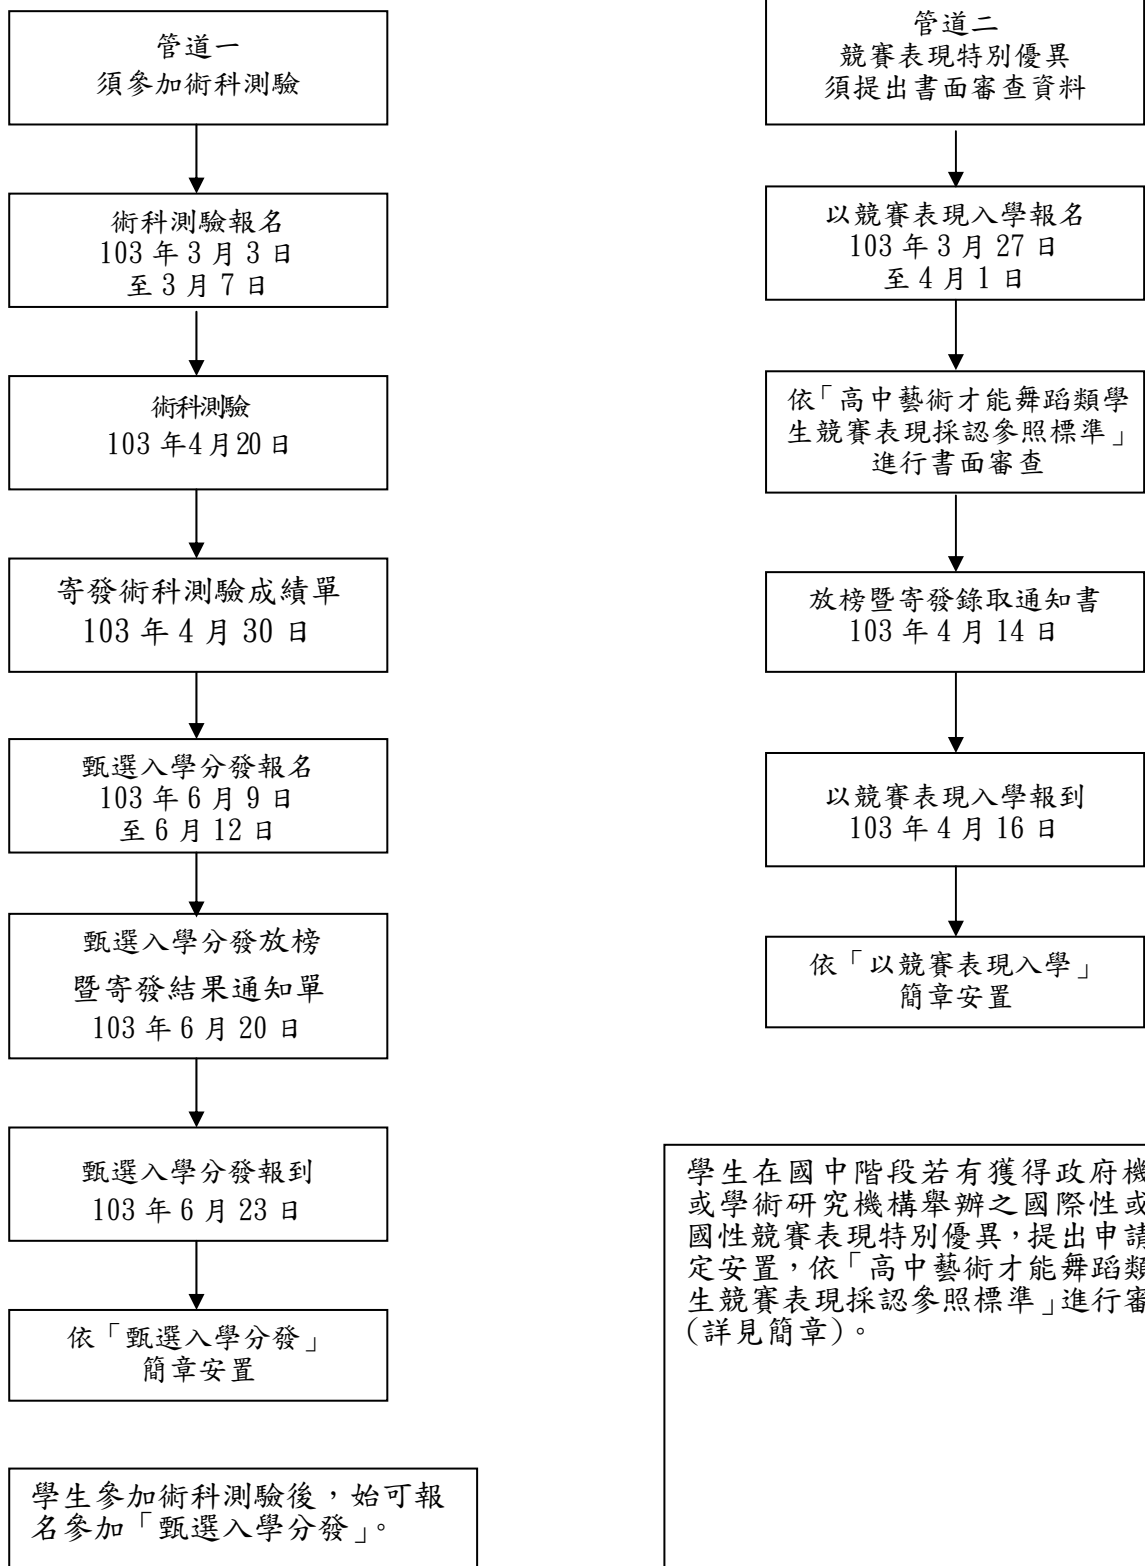 管道一
須參加術科測驗
術科測驗報名
103 年 3 月 3 日
至 3 月 7 日
術科測驗
103 年4月20日
寄發術科測驗成績單
103 年 4 月 30 日
甄選入學分發報名
103 年 6 月 9 日
至 6 月 12 日
甄選入學分發放榜
暨寄發結果通知單
103 年 6 月 20 日
甄選入學分發報到
103 年 6 月 23 日
依「甄選入學分發」
簡章安置
學生參加術科測驗後，始可報
名參加「甄選入學分發」。
管道二
競賽表現特別優異
須提出書面審查資料
以競賽表現入學報名
103 年 3 月 27 日
至 4 月 1 日
依「高中藝術才能舞蹈類學
生競賽表現採認參照標準」
進行書面審查
放榜暨寄發錄取通知書
103 年 4 月 14 日
以競賽表現入學報到
103 年 4 月 16 日
依「以競賽表現入學」
簡章安置
學生在國中階段若有獲得政府機
或學術研究機構舉辦之國際性或
國性競賽表現特別優異，提出申請
定安置，依「高中藝術才能舞蹈類
生競賽表現採認參照標準」進行審
(詳見簡章)。